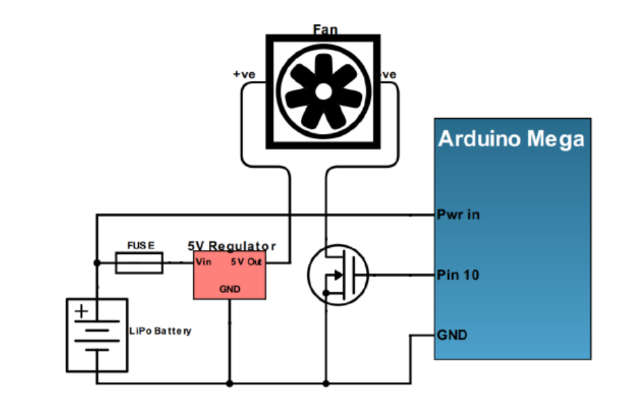 Fan
+ve
-ve
Arduino Mega
Pwr in
FUSE
5V Regulator
Vin
5V Out
GND
Pin 10
+
LiPo Battery
GND